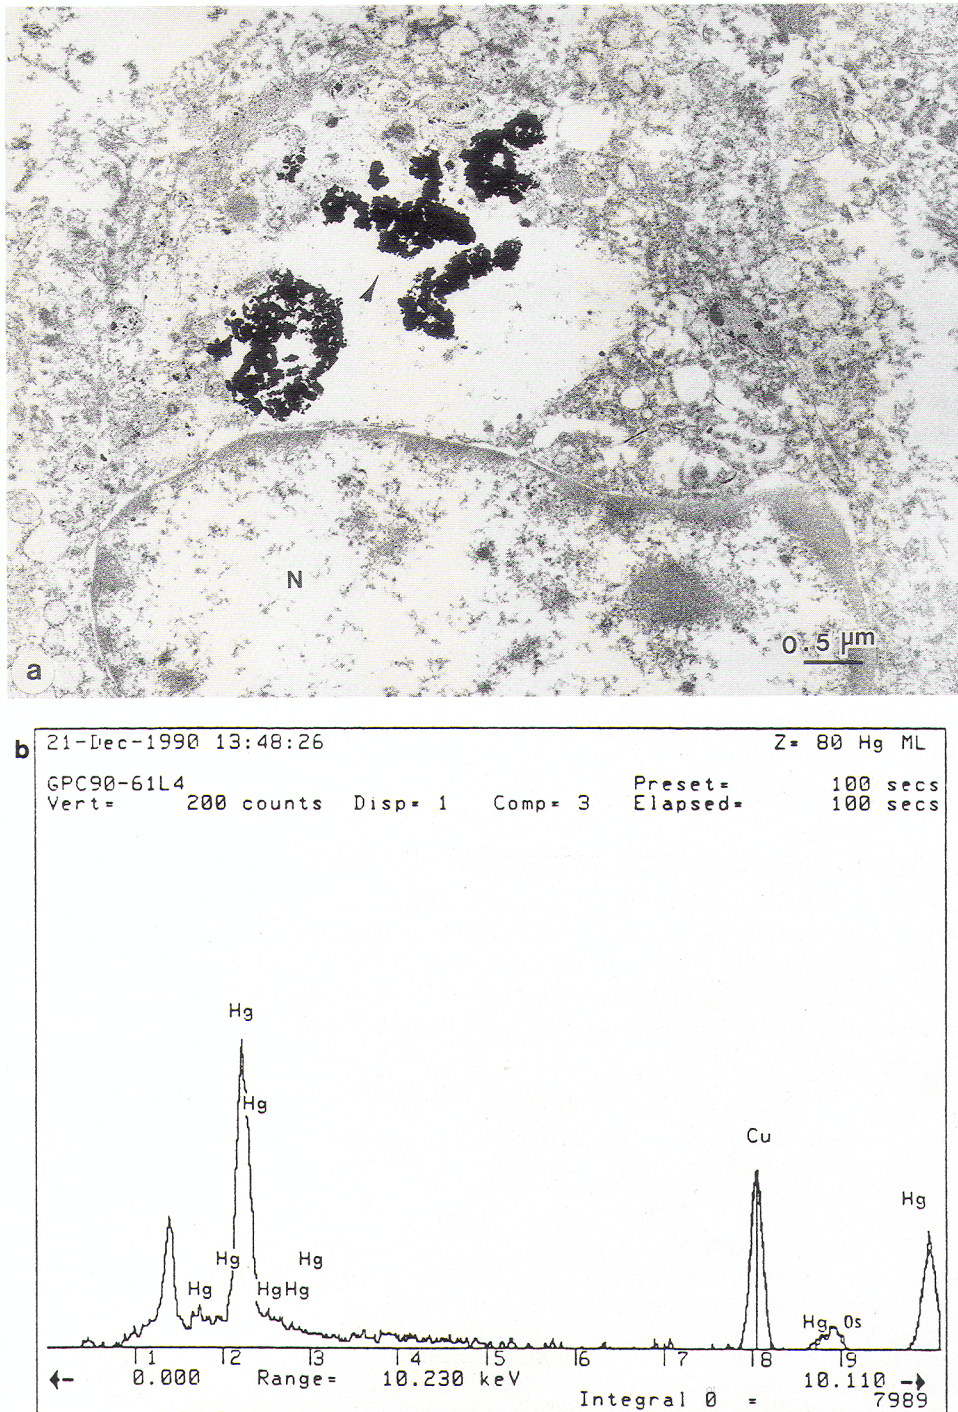 N
0.5 µm
a
b
21-Dec-1990 13:48:26 Z= 80 Hg ML
GPC90-61L4 Preset= 100 secs
Vert= 200 counts Disp= 1 Comp= 3 Elapsed= 100 secs
Hg
Hg
Cu
Hg
Hg Hg
Hg HgHg
Hg Os
1 2 3 4 5 6 7 8 9
0.000 Range= 10.230 keV 10.110
Integral 0 = 7989